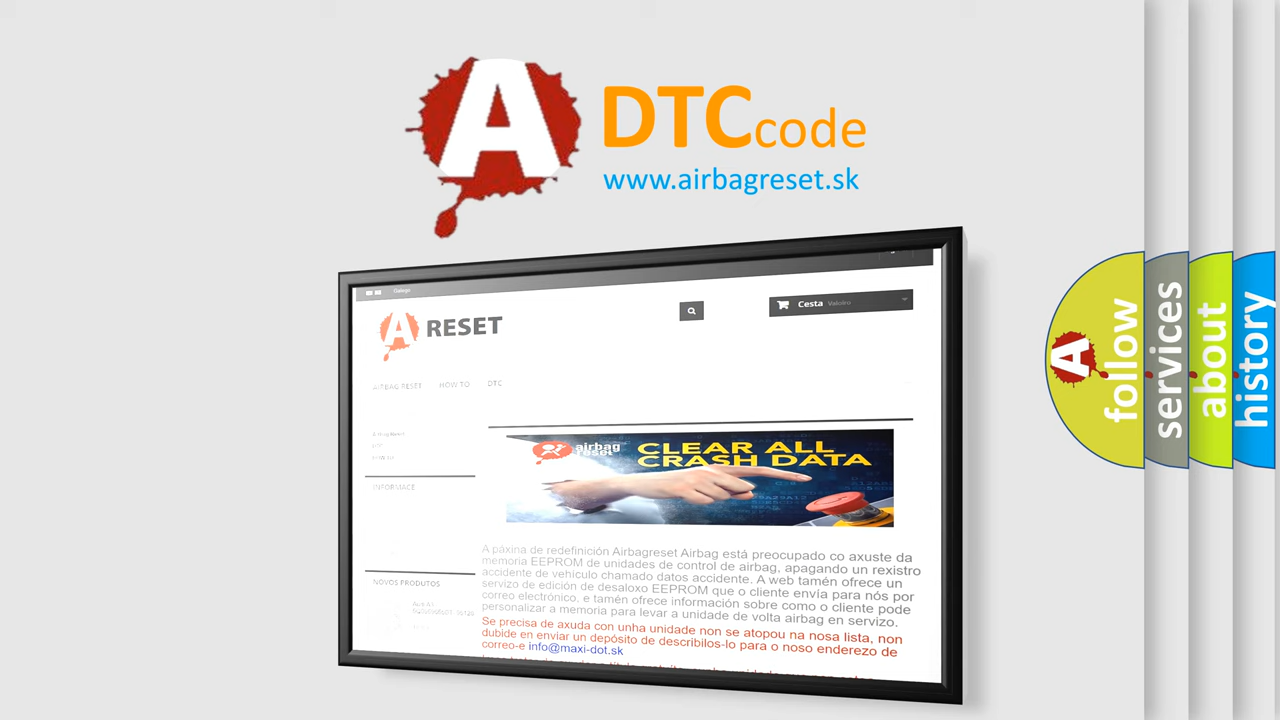 A
DTCcode
www.airbagreset.sk
Galego
A RESET
Cesta Valeiro
AIRBAG RESET HOW TO DTC
INFORMACE
NOVOS PRODUTOS
airbag
reset
CLEAR ALL
CRASH DATA
A páxina de redefinición Airbagreset Airbag está preocupado co axuste da
memoria EEPROM de unidades de control de airbag, apagando un rexistro
accidente de vehículo chamado datos accidente. A web tamén ofrece un
servizo de edición de desaloxo EEPROM que o cliente envía para nós por
correo electrónico, e tamén ofrece información sobre como o cliente pode
personalizar a memoria para levar a unidade de volta airbag en servizo.
Se precisa de axuda con unha unidade non se atopou na nosa lista, non
dubide en enviar un depósito de describilos-lo para o noso enderezo de
correo-e info@maxi-dot.sk
A
follow
services
about
history